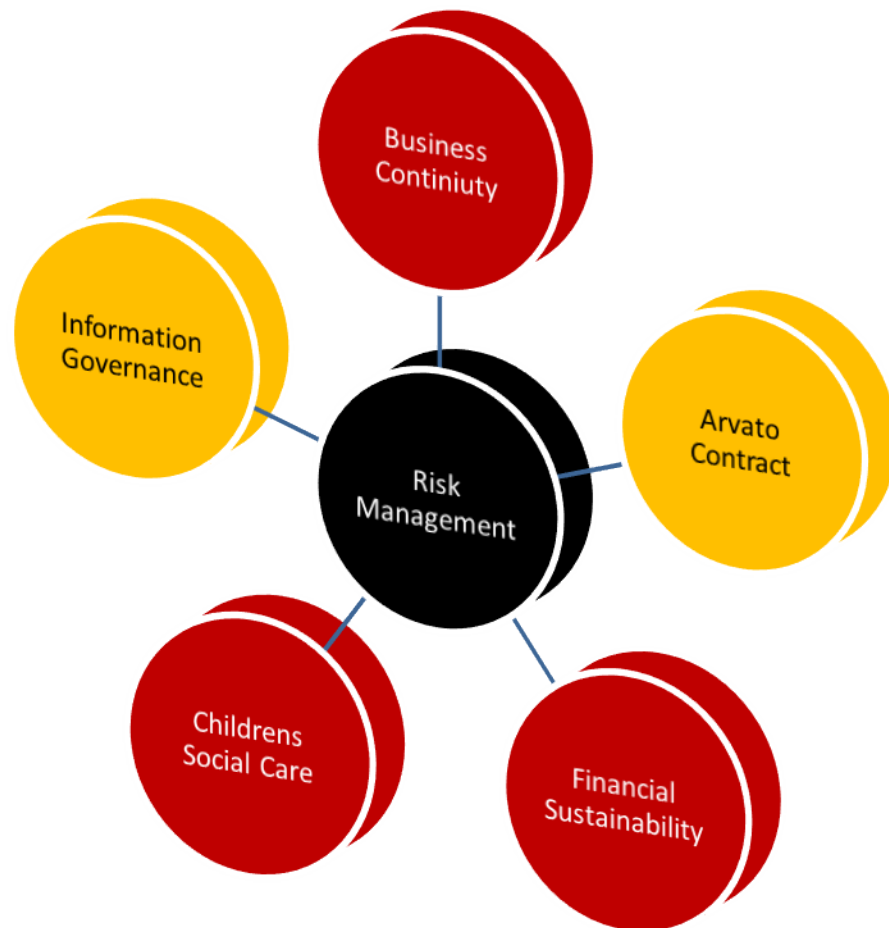 Business
Continiuty
Information
Governance
Arvato
Contract
Risk
Management
Childrens
Social Care
Financial
Sustainability